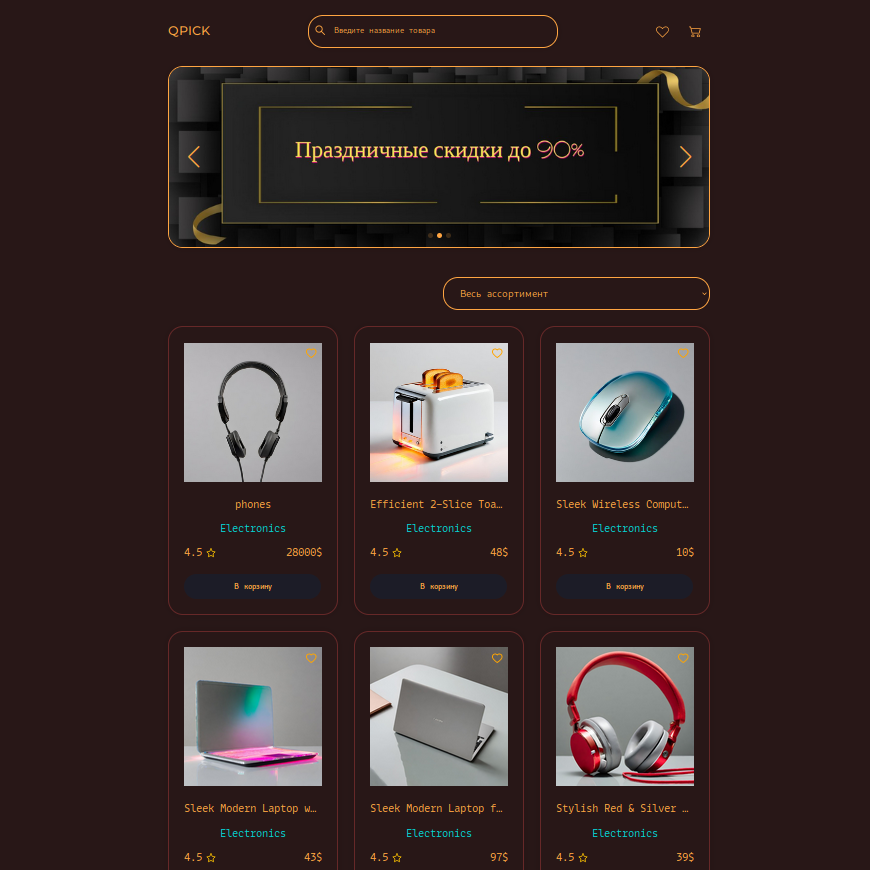 QPICK
Введите название товара
Праздничные скидки до 90%
Весь ассортимент
phones
Electronics
4.5
28000$
В корзину
Efficient 2-Slice Toa…
Electronics
4.5
48$
В корзину
Sleek Wireless Comput…
Electronics
4.5
10$
В корзину
Sleek Modern Laptop w…
Electronics
4.5
43$
Sleek Modern Laptop f…
Electronics
4.5
97$
Stylish Red & Silver …
Electronics
4.5
39$